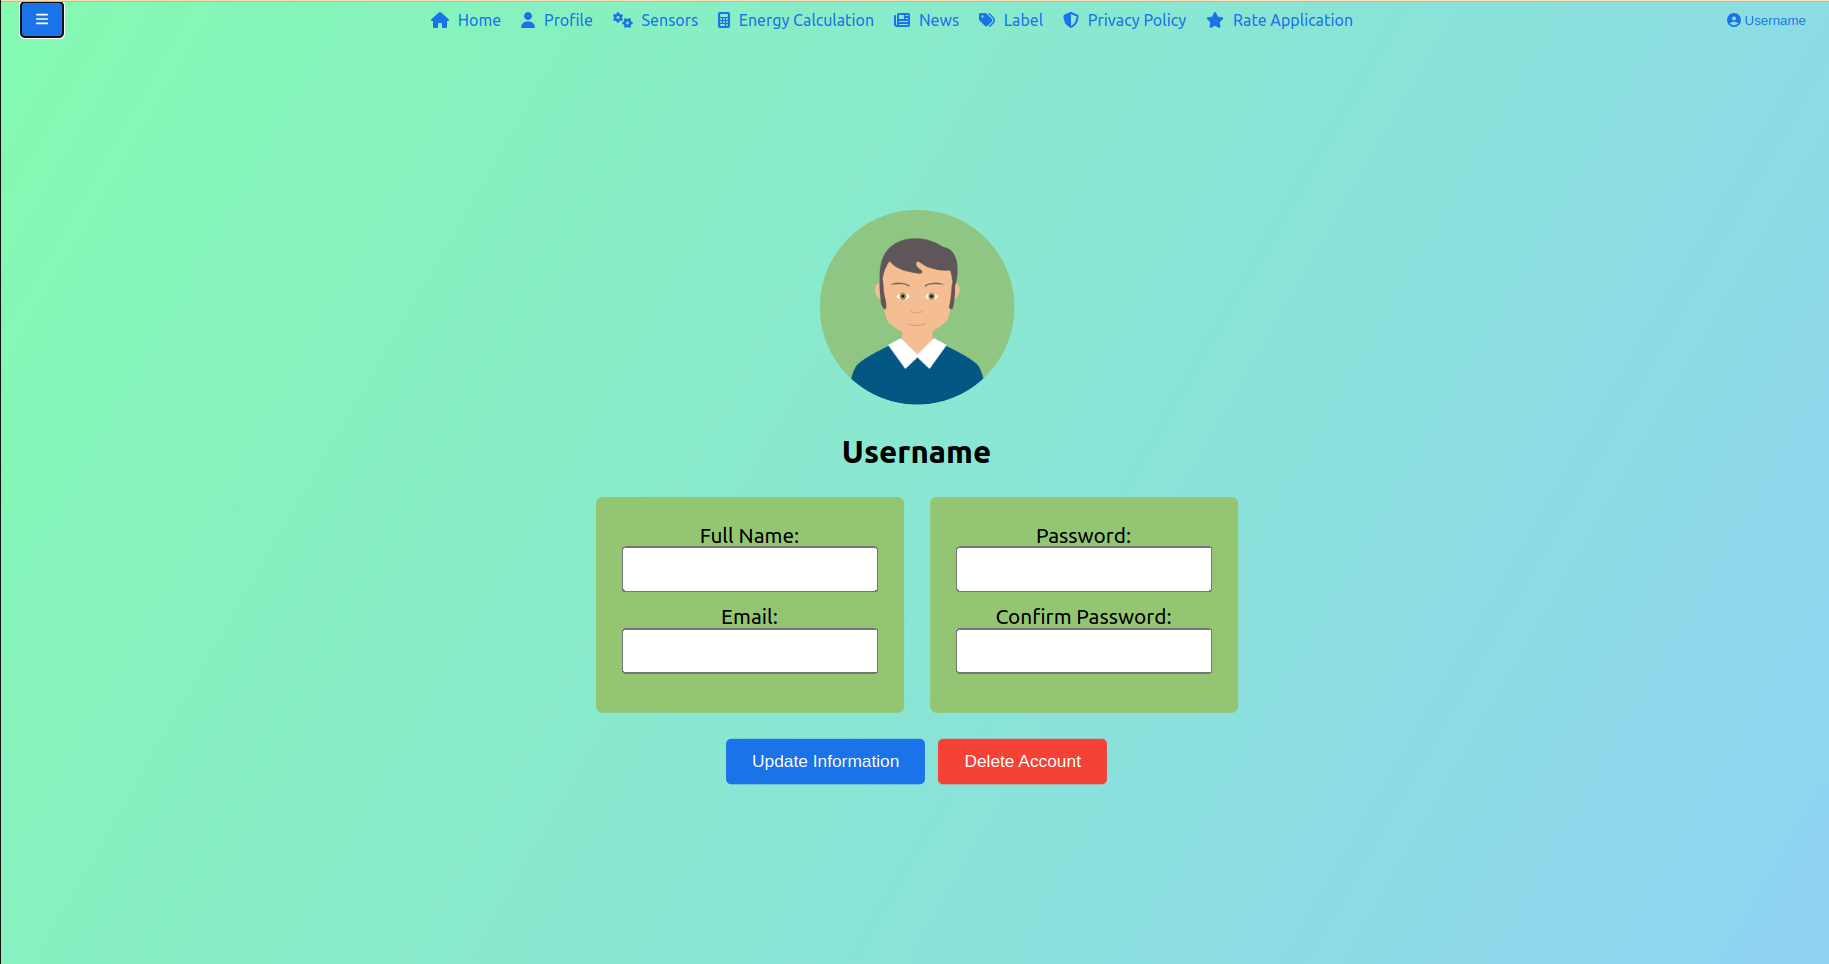 Home Profile Sensors Energy Calculation News Label Privacy Policy Rate Application Username
Username
Full Name: Password:
Email: Confirm Password:
Update Information Delete Account